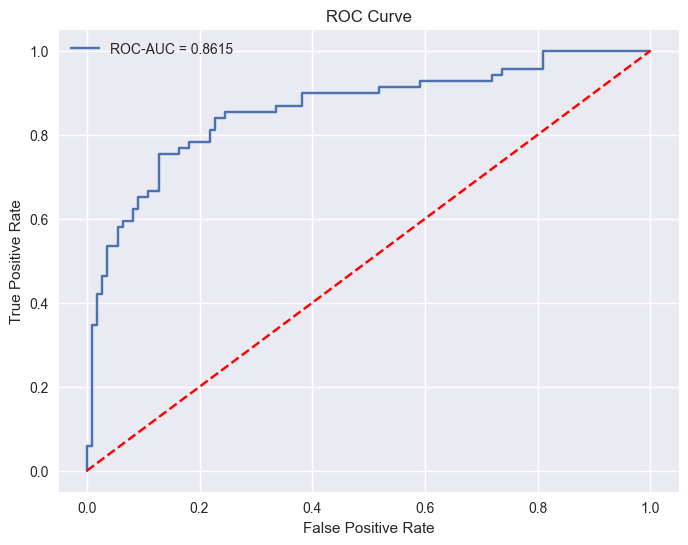 ROC Curve
ROC-AUC = 0.8615
True Positive Rate
1.0
0.8
0.6
0.4
0.2
0.0
0.0 0.2 0.4 0.6 0.8 1.0
False Positive Rate